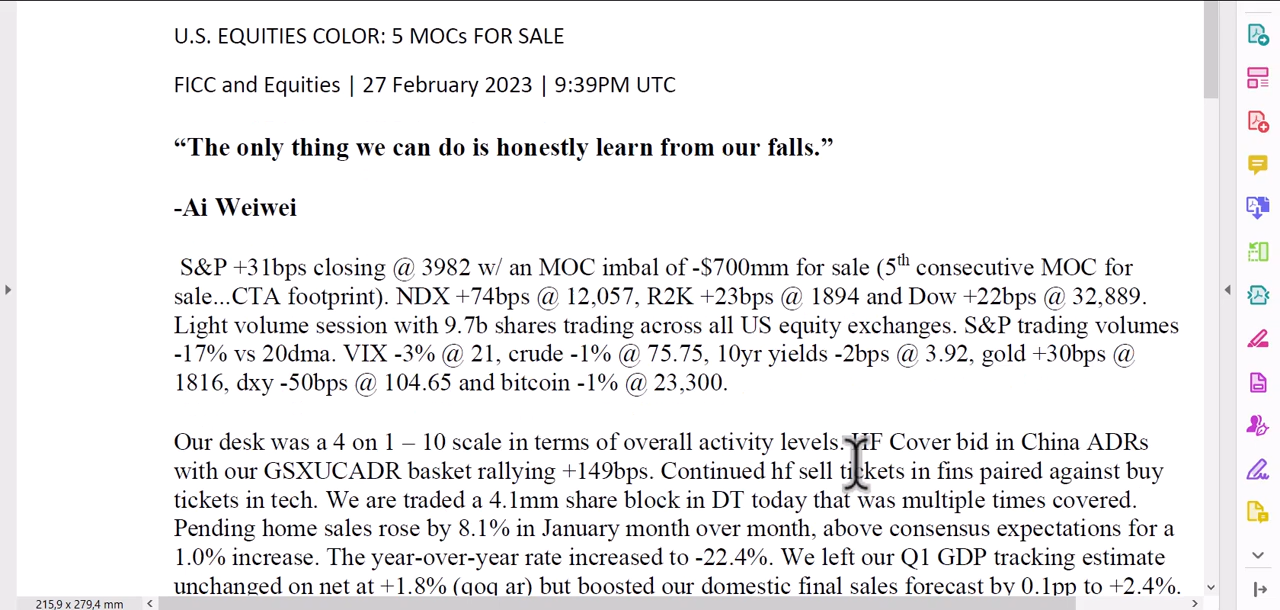 U.S. EQUITIES COLOR: 5 MOCs FOR SALE
FICC and Equities | 27 February 2023 | 9:39PM UTC
“The only thing we can do is honestly learn from our falls.”
-Ai Weiwei
S&P +31bps closing @ 3982 w/ an MOC imbal of -$700mm for sale (5th consecutive MOC for
sale...CTA footprint). NDX +74bps @ 12,057, R2K +23bps @ 1894 and Dow +22bps @ 32,889.
Light volume session with 9.7b shares trading across all US equity exchanges. S&P trading volumes
-17% vs 20dma. VIX -3% @ 21, crude -1% @ 75.75, 10yr yields -2bps @ 3.92, gold +30bps @
1816, dxy -50bps @ 104.65 and bitcoin -1% @ 23,300.
Our desk was a 4 on 1 – 10 scale in terms of overall activity levels. HF Cover bid in China ADRs
with our GSXUCADR basket rallying +149bps. Continued hf sell tickets in fins paired against buy
tickets in tech. We are traded a 4.1mm share block in DT today that was multiple times covered.
Pending home sales rose by 8.1% in January month over month, above consensus expectations for a
1.0% increase. The year-over-year rate increased to -22.4%. We left our Q1 GDP tracking estimate
unchanged on net at +1.8% (qoq ar) but boosted our domestic final sales forecast by 0.1pp to +2.4%.
215,9 x 279,4 mm